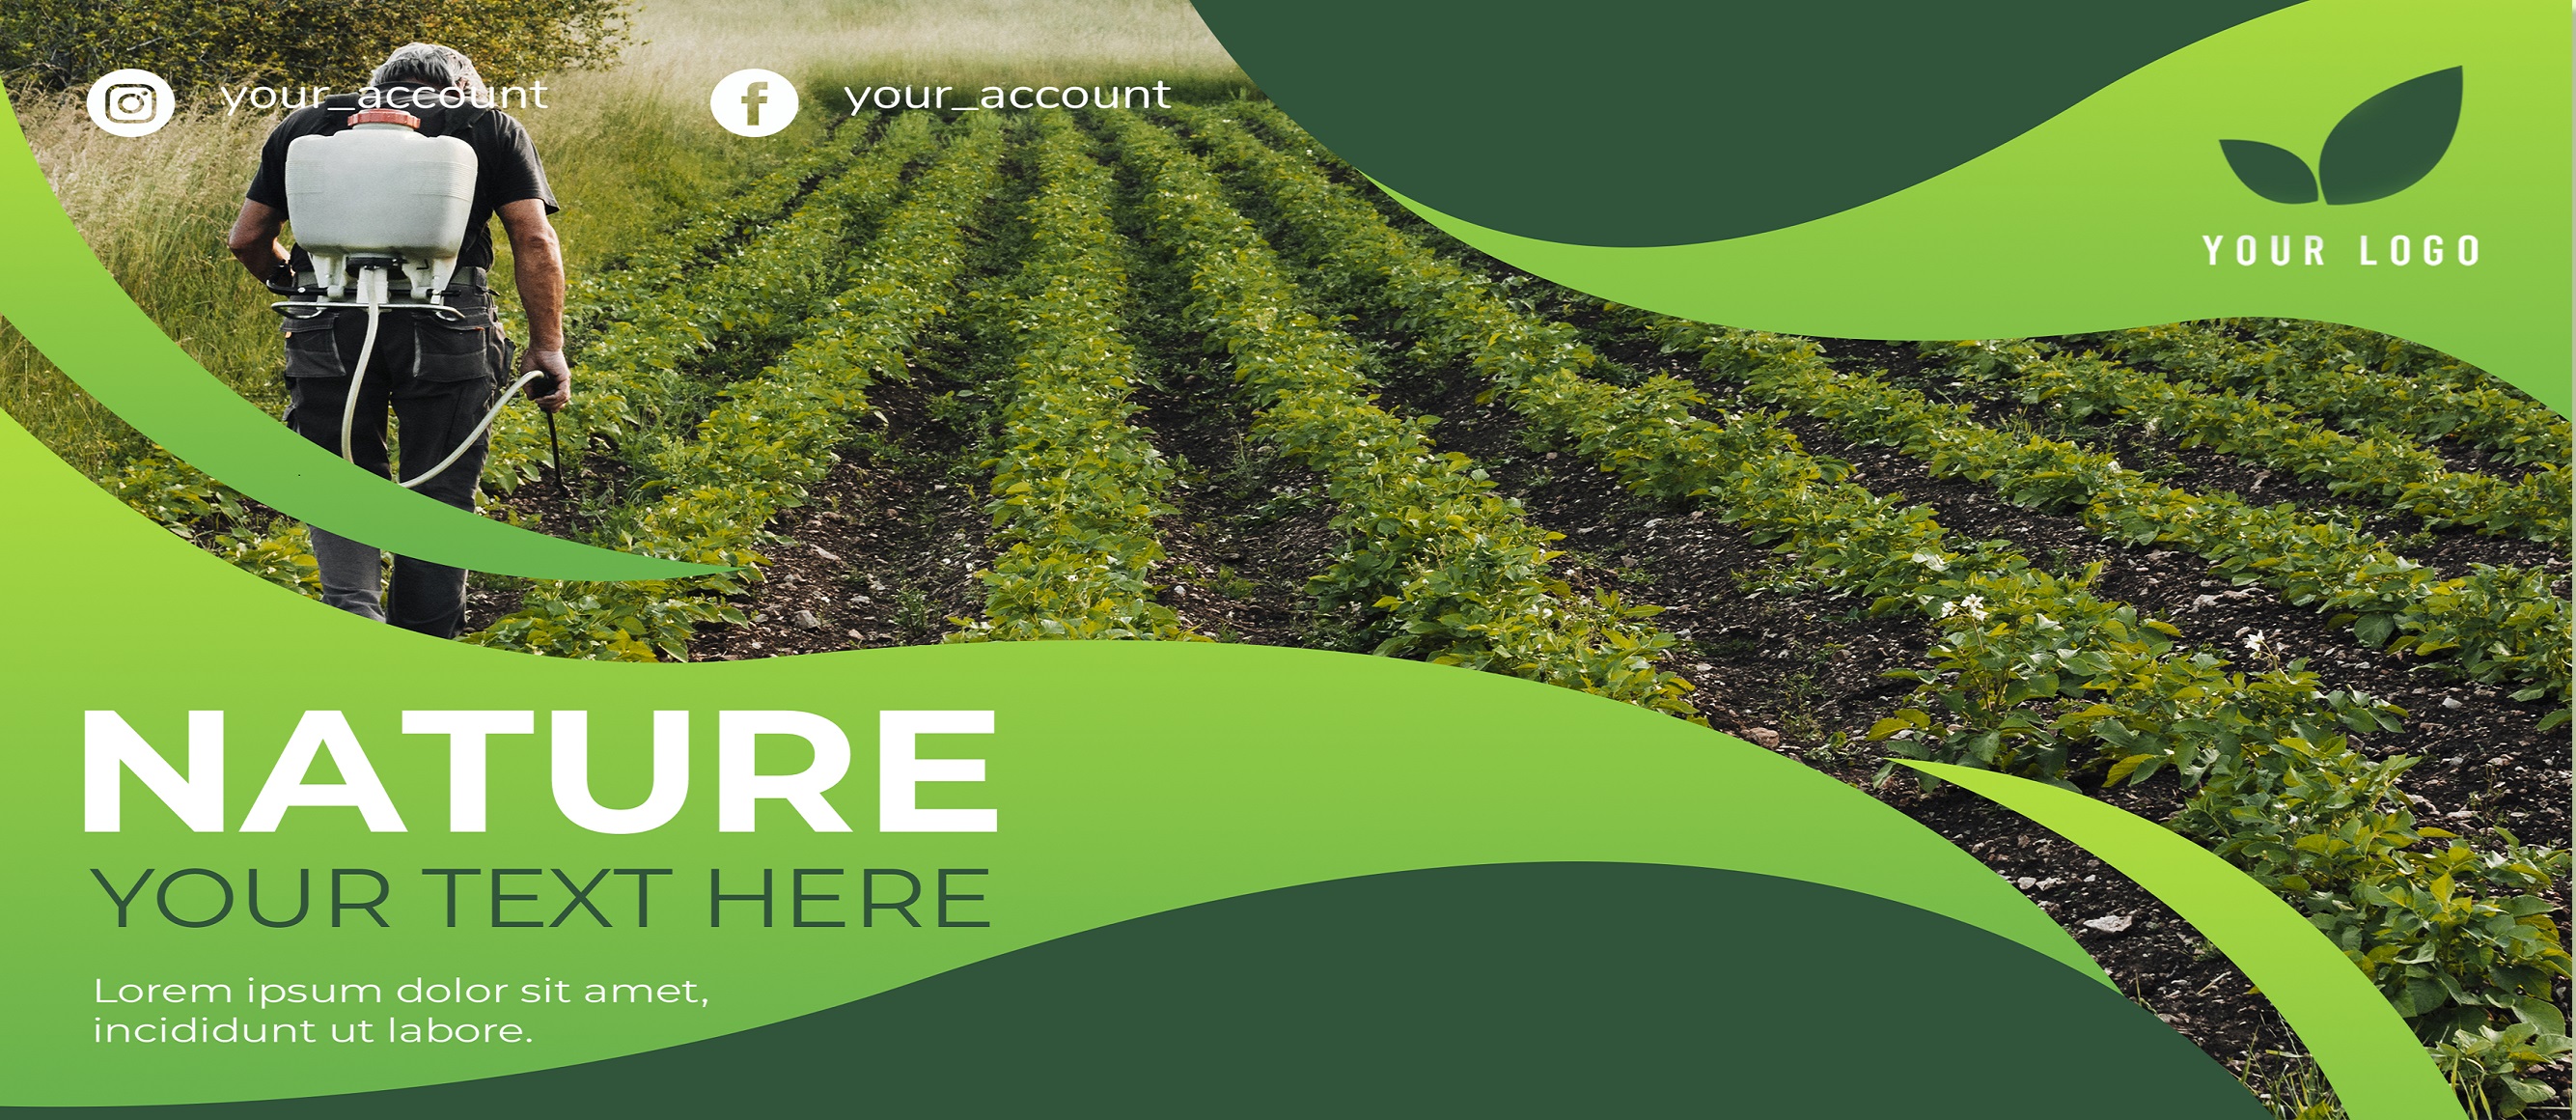 your_account
your_account
YOUR LOGO
NATURE
YOUR TEXT HERE
Lorem ipsum dolor sit amet,
incididunt ut labore.